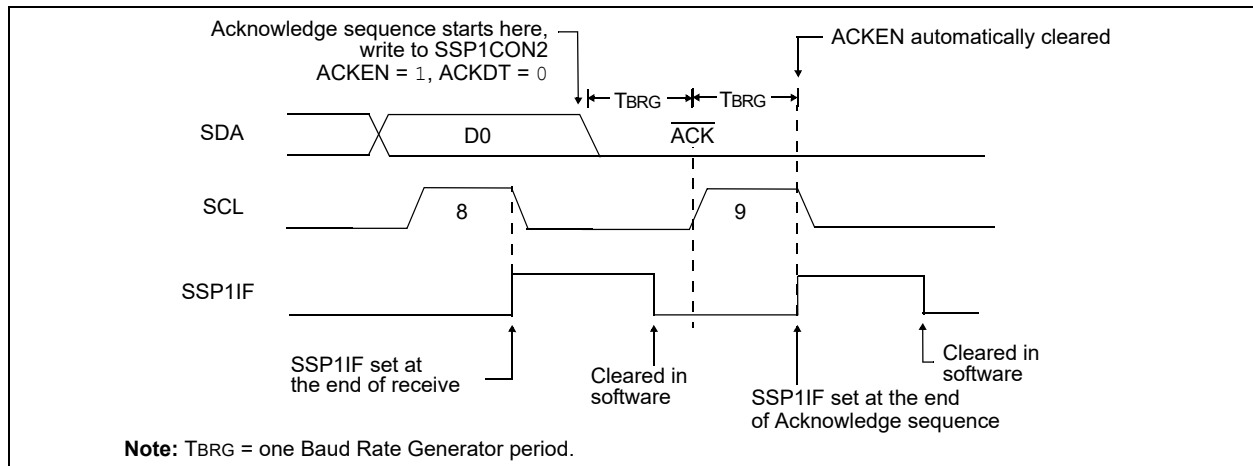 Acknowledge sequence starts here,
write to SSP1CON2
ACKEN = 1, ACKDT = 0
ACKEN automatically cleared
TBRG
TBRG
SDA
D0
ACK
SCL
8
9
SSP1IF
SSP1IF set at
the end of receive
Cleared in
software
SSP1IF set at the end
of Acknowledge sequence
Cleared in
software
Note: TBRG = one Baud Rate Generator period.